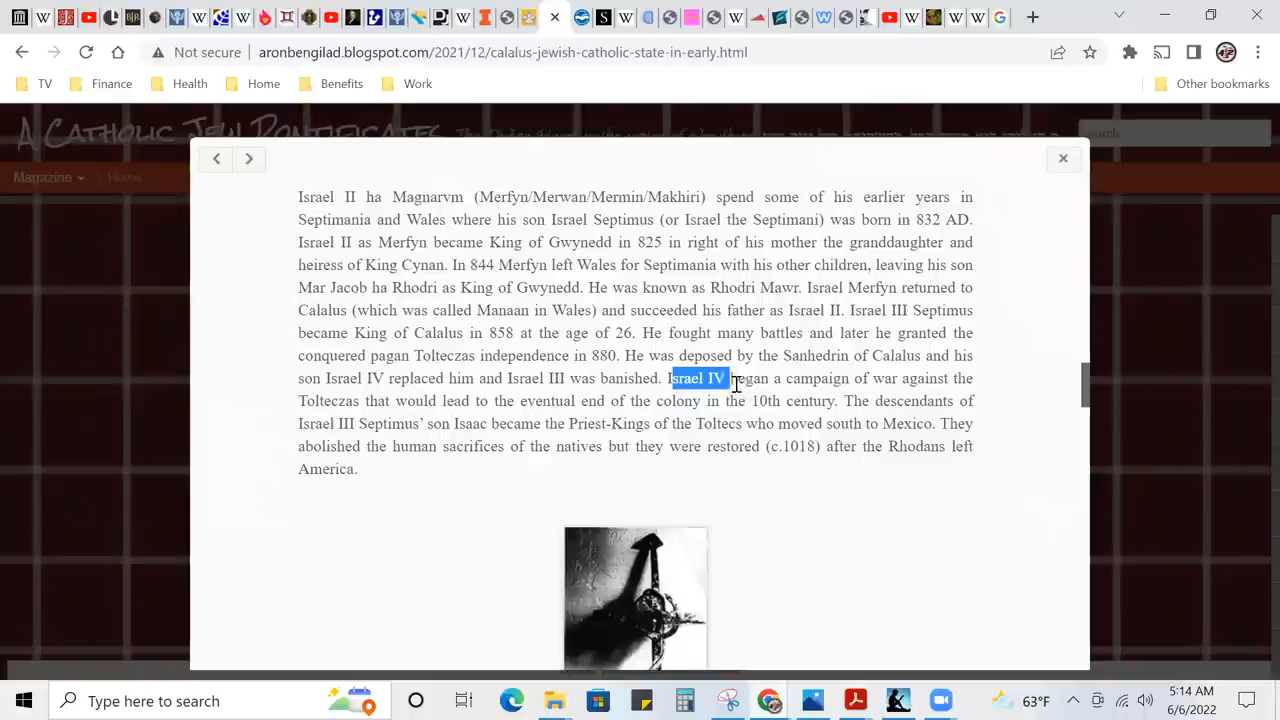 Not secure
aronbengilad.blogspot.com/2021/12/calalus-jewish-catholic-state-in-early.html
TV Finance Health Home Benefits Work Other bookmarks
A Catholic Jew Pontificates
search
Magazine Home
Israel II ha Magnarvm (Merfyn/Merwan/Mermin/Makhiri) spend some of his earlier years in
Septimania and Wales where his son Israel Septimus (or Israel the Septimani) was born in 832 AD.
Israel II as Merfyn became King of Gwynedd in 825 in right of his mother the granddaughter and
heiress of King Cynan. In 844 Merfyn left Wales for Septimania with his other children, leaving his son
Mar Jacob ha Rhodri as King of Gwynedd. He was known as Rhodri Mawr. Israel Merfyn returned to
Calalus (which was called Manaan in Wales) and succeeded his father as Israel II. Israel III Septimus
became King of Calalus in 858 at the age of 26. He fought many battles and later he granted the
conquered pagan Tolteczas independence in 880. He was deposed by the Sanhedrin of Calalus and his
son Israel IV replaced him and Israel III was banished. Israel IV began a campaign of war against the
Tolteczas that would lead to the eventual end of the colony in the 10th century. The descendants of
Israel III Septimus' son Isaac became the Priest-Kings of the Toltecs who moved south to Mexico. They
abolished the human sacrifices of the natives but they were restored (c.1018) after the Rhodans left
America.
Type here to search
63°F
5:14 AM
6/6/2022